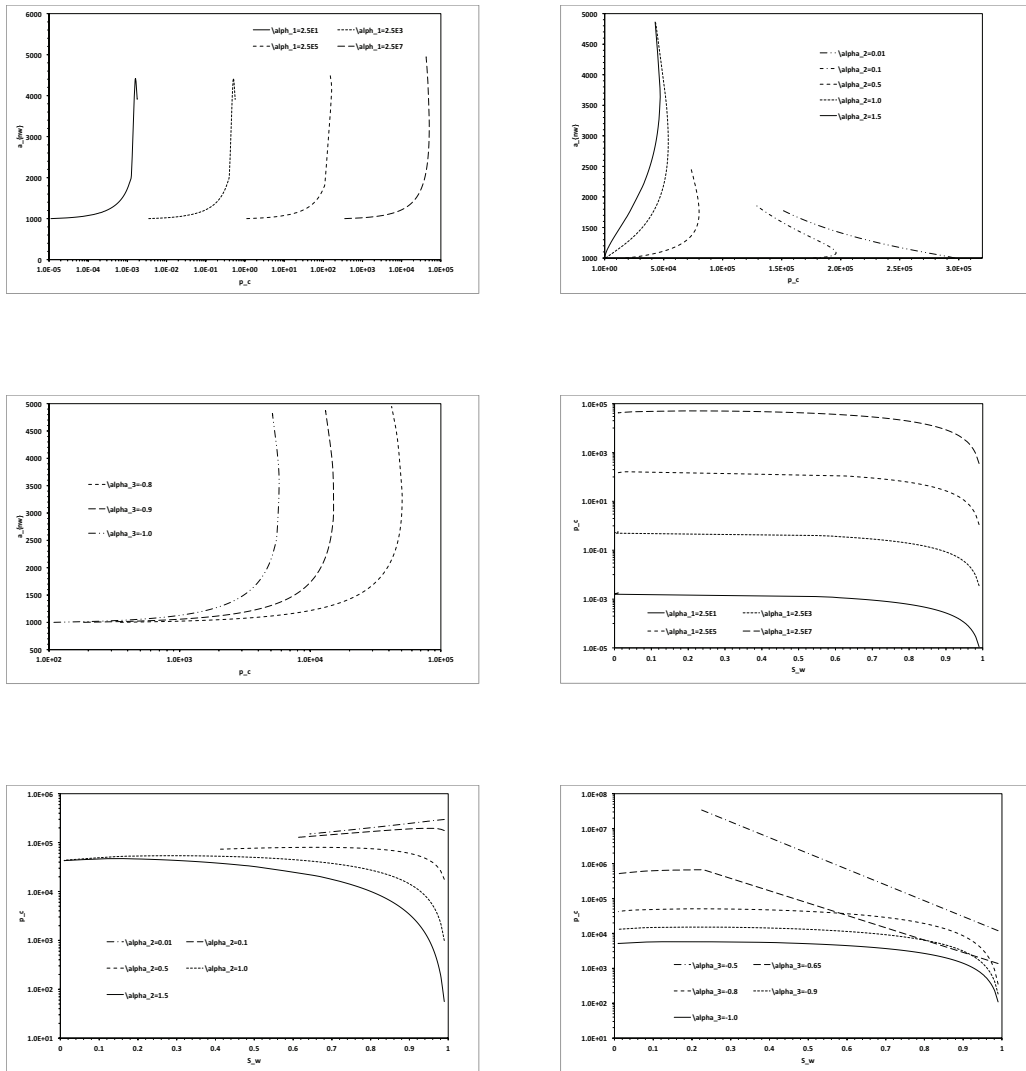 6000
5000
4000
3000
2000
1000
0
a_{nw}
\alph_1=2.5E1 \alph_1=2.5E3
\alph_1=2.5E5 \alph_1=2.5E7
1.0E-05 1.0E-04 1.0E-03 1.0E-02 1.0E-01 1.0E+00 1.0E+01 1.0E+02 1.0E+03 1.0E+04 1.0E+05
p_c
5000
4500
4000
3500
3000
2500
2000
1500
1000
a_{nw}
\alpha_2=0.01
\alpha_2=0.1
\alpha_2=0.5
\alpha_2=1.0
\alpha_2=1.5
1.0E+00 5.0E+04 1.0E+05 1.5E+05 2.0E+05 2.5E+05 3.0E+05
p_c
5000
4500
4000
3500
3000
2500
2000
1500
1000
500
a_{nw}
\alpha_3=-0.8
\alpha_3=-0.9
\alpha_3=-1.0
1.0E+02 1.0E+03 1.0E+04 1.0E+05
p_c
1.0E+05
1.0E+03
1.0E+01
1.0E-01
1.0E-03
1.0E-05
p_c
\alpha_1=2.5E1 \alpha_1=2.5E3
\alpha_1=2.5E5 \alpha_1=2.5E7
0 0.1 0.2 0.3 0.4 0.5 0.6 0.7 0.8 0.9 1
S_w
1.0E+06
1.0E+05
1.0E+04
1.0E+03
1.0E+02
1.0E+01
p_c
\alpha_2=0.01 \alpha_2=0.1
\alpha_2=0.5 \alpha_2=1.0
\alpha_2=1.5
0 0.1 0.2 0.3 0.4 0.5 0.6 0.7 0.8 0.9 1
S_w
1.0E+08
1.0E+07
1.0E+06
1.0E+05
1.0E+04
1.0E+03
1.0E+02
1.0E+01
p_c
\alpha_3=-0.5 \alpha_3=-0.65
\alpha_3=-0.8 \alpha_3=-0.9
\alpha_3=-1.0
0 0.1 0.2 0.3 0.4 0.5 0.6 0.7 0.8 0.9 1
S_w